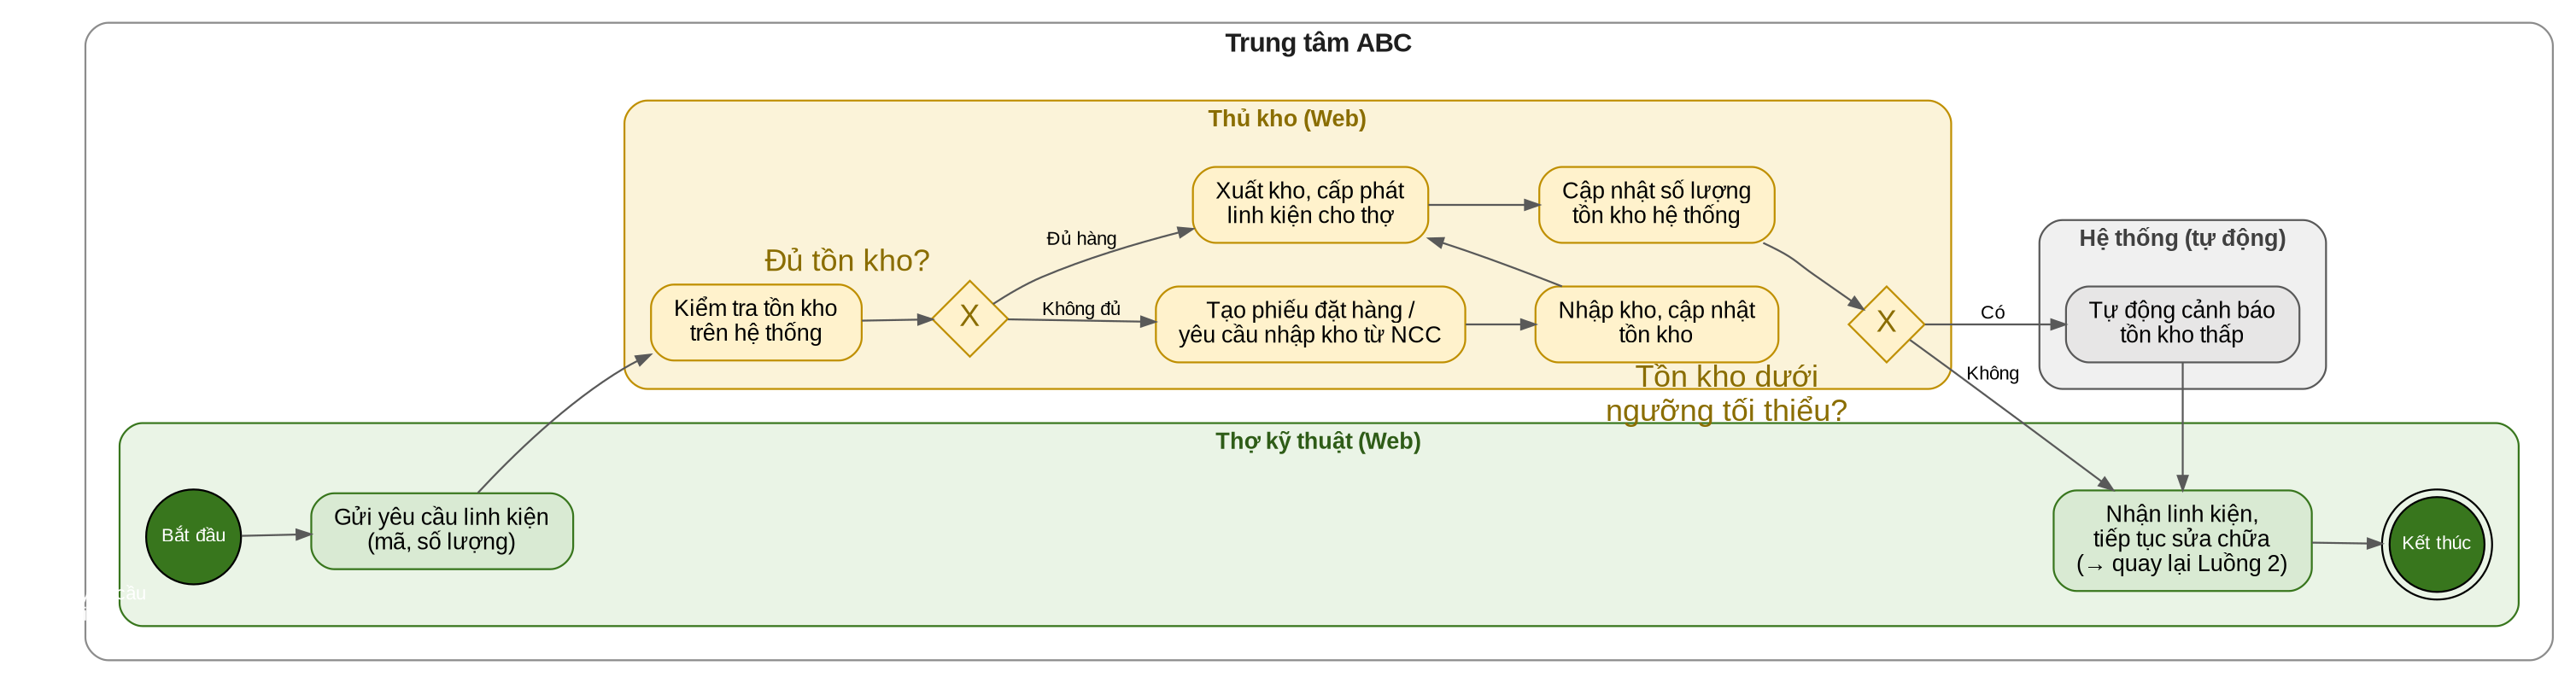 Trung tâm ABC
Thủ kho (Web)
Xuất kho, cấp phát
linh kiện cho thợ
Cập nhật số lượng
tồn kho hệ thống
Hệ thống (tự động)
Đủ hàng
Đủ tồn kho?
Kiểm tra tồn kho
trên hệ thống
X
Không đủ
Tạo phiếu đặt hàng /
yêu cầu nhập kho từ NCC
Nhập kho, cập nhật
tồn kho
X
Có
Tự động cảnh báo
tồn kho thấp
Không
Tồn kho dưới
ngưỡng tối thiểu?
Thợ kỹ thuật (Web)
Bắt đầu
Gửi yêu cầu linh kiện
(mã, số lượng)
Nhận linh kiện,
tiếp tục sửa chữa
(→ quay lại Luồng 2)
Kết thúc
cầu